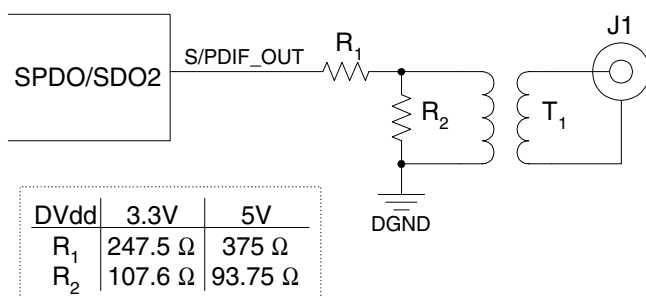 J1
S/PDIF_OUT
R1
SPDO/SDO2
R2
T1
DGND
DVdd 3.3V 5V
R1 247.5 Ω 375 Ω
R2 107.6 Ω 93.75 Ω